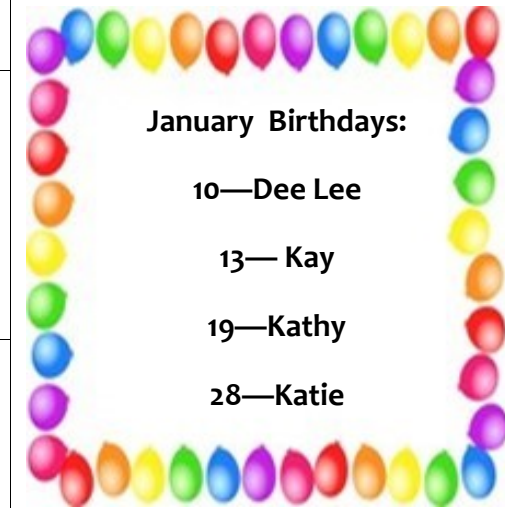 January Birthdays:
10—Dee Lee
13— Kay
19—Kathy
28—Katie